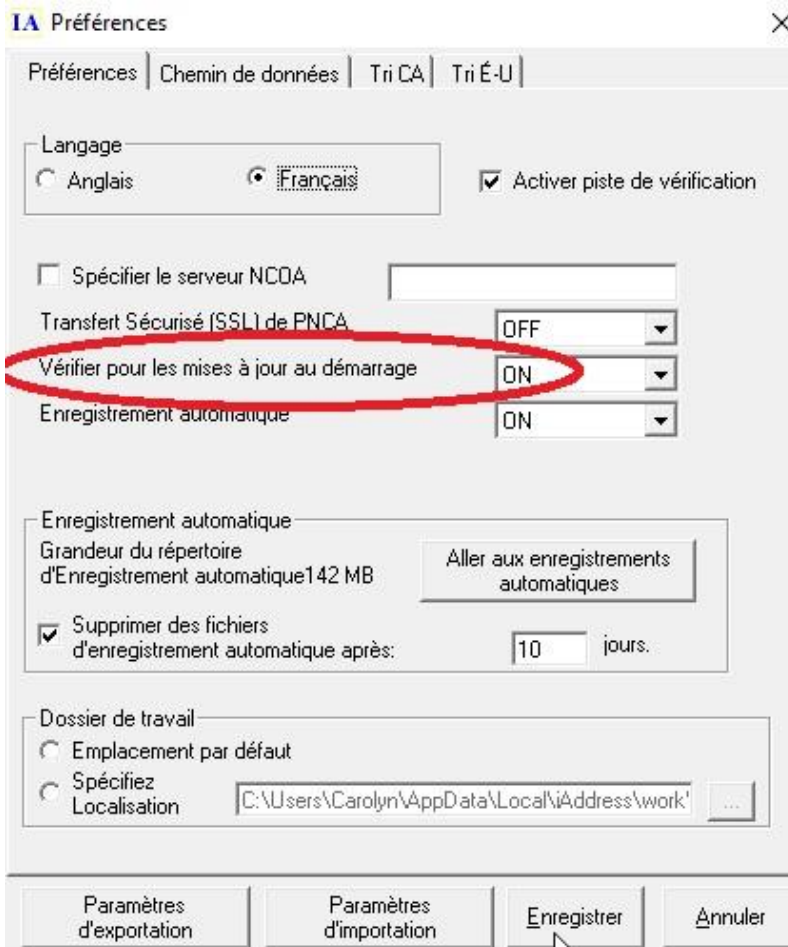 IA Préférences
Préférences Chemin de données Tri CA Tri É-U
Langage
Anglais Français Activer piste de vérification
Spécifier le serveur NCOA
Transfert Sécurisé (SSL) de PNCA OFF
Vérifier pour les mises à jour au démarrage ON
Enregistrement automatique ON
Enregistrement automatique
Grandeur du répertoire
d'Enregistrement automatique142 MB
Aller aux enregistrements
automatiques
Supprimer des fichiers
d'enregistrement automatique après: 10 jours.
Dossier de travail
Emplacement par défaut
Spécifiez
Localisation C:\Users\Carolyn\AppData\Local\iAddress\work\ ...
Paramètres
d'exportation
Paramètres
d'importation
Enregistrer
Annuler